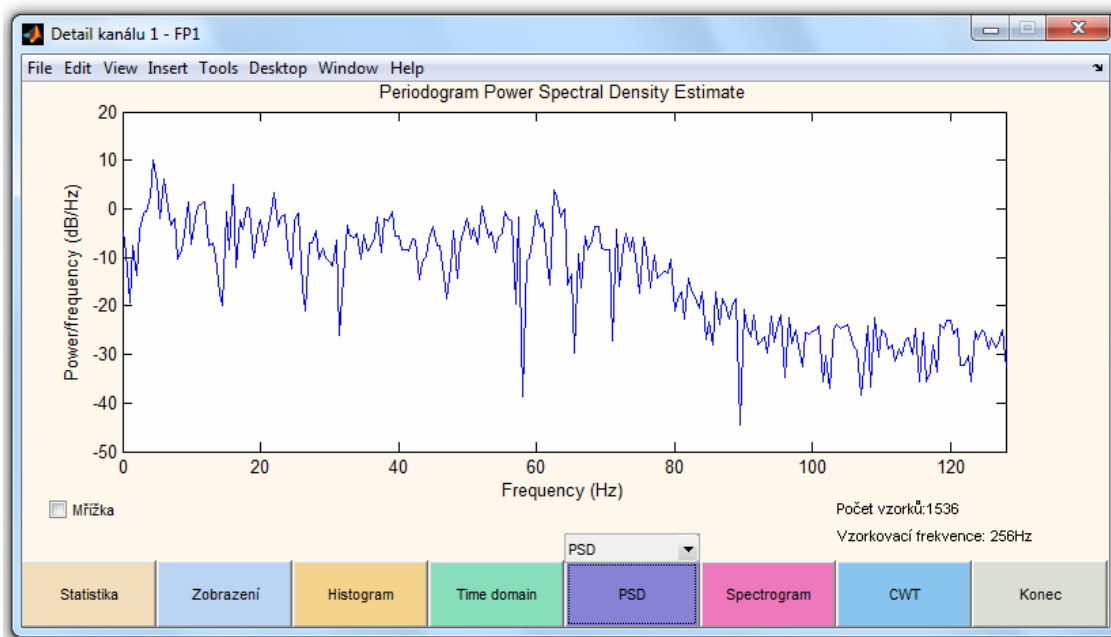 Detail kanálu 1 - FP1
File Edit View Insert Tools Desktop Window Help
Periodogram Power Spectral Density Estimate
Power/frequency (dB/Hz)
20
10
0
-10
-20
-30
-40
-50
0 20 40 60 80 100 120
Frequency (Hz)
Mřížka
Počet vzorků:1536
Vzorkovací frekvence: 256Hz
PSD
Statistika Zobrazení Histogram Time domain PSD Spectrogram CWT Konec